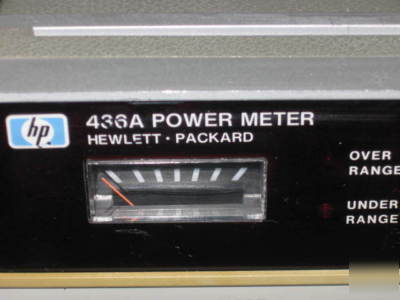 hp
436A POWER METER
HEWLETT · PACKARD
OVER
RANGE
UNDER
RANGE